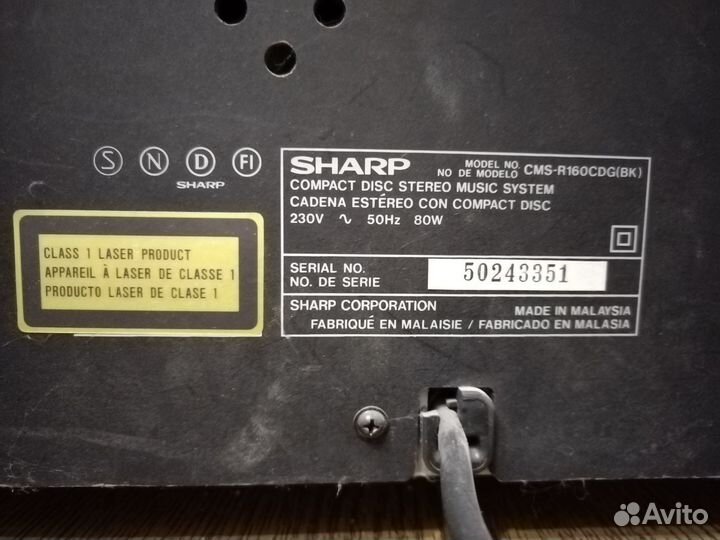 S N D FI
SHARP
CLASS 1 LASER PRODUCT
APPAREIL À LASER DE CLASSE 1
PRODUCTO LASER DE CLASE 1
SHARP
MODEL NO.
NO DE MODELO CMS-R160CDG(BK)
COMPACT DISC STEREO MUSIC SYSTEM
CADENA ESTÉREO CON COMPACT DISC
230V ∿ 50Hz 80W
SERIAL NO.
NO. DE SERIE
50243351
SHARP CORPORATION
MADE IN MALAYSIA
FABRIQUÉ EN MALAISIE / FABRICADO EN MALASIA
Avito